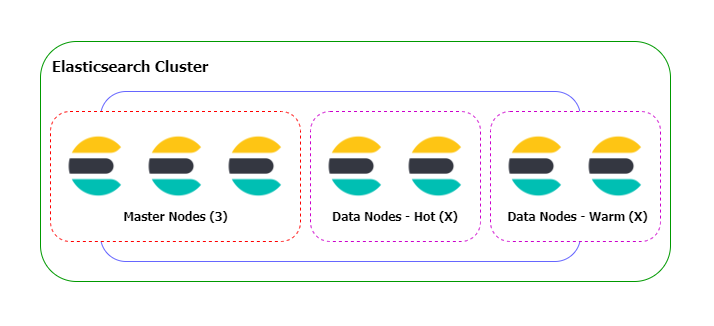 Elasticsearch Cluster
Master Nodes (3)
Data Nodes - Hot (X)
Data Nodes - Warm (X)